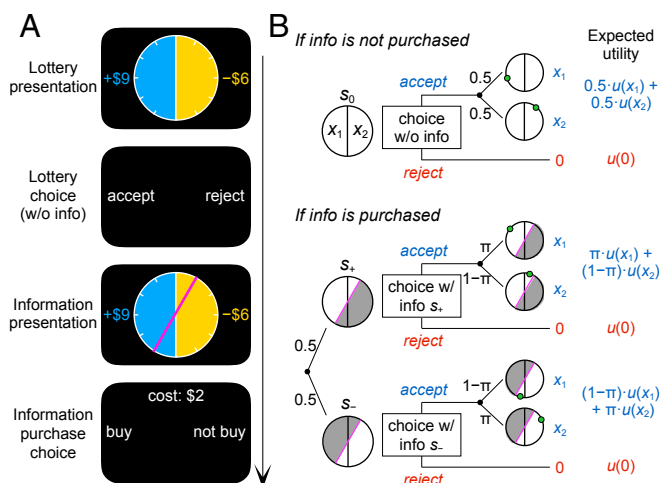 A
Lottery
presentation
+$9
−$6
Lottery
choice
(w/o info)
accept
reject
Information
presentation
+$9
−$6
Information
purchase
choice
cost: $2
buy
not buy
B
If info is not purchased
Expected
utility
s0
x1
x2
choice
w/o info
accept
reject
0.5
0.5
x1
x2
0
0.5·u(x1) +
0.5·u(x2)
u(0)
If info is purchased
0.5
0.5
s+
choice w/
info s+
accept
reject
π
1−π
x1
x2
0
π·u(x1) +
(1−π)·u(x2)
u(0)
s−
choice w/
info s−
accept
reject
1−π
π
x1
x2
0
(1−π)·u(x1)
+ π·u(x2)
u(0)